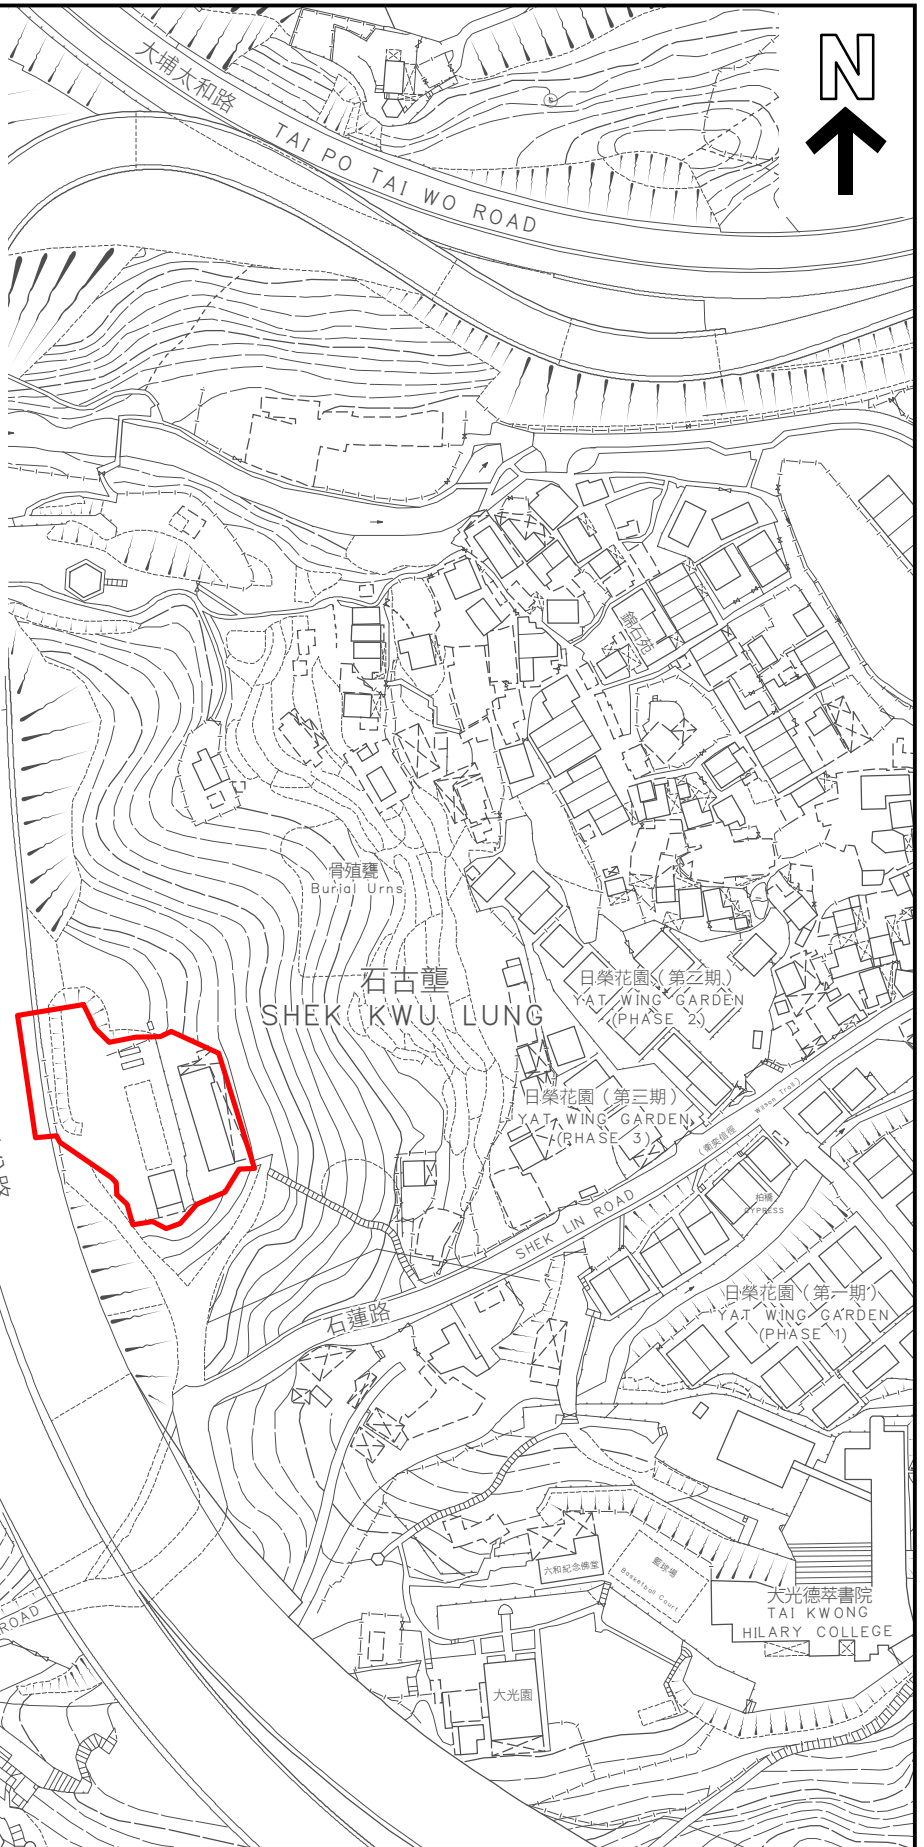 N
大埔太和路
TAI PO TAI WO ROAD
鐘石苑
骨殖甕
Burial Urns
石古壟
SHEK KWU LUNG
日榮花園（第二期）
YAT WING GARDEN
(PHASE 2)
日榮花園（第三期）
YAT WING GARDEN
(PHASE 3)
(衞奕信徑
Wilson Trail)
柏橋
CYPRESS
SHEK LIN ROAD
石蓮路
日榮花園（第一期）
YAT WING GARDEN
(PHASE 1)
六和紀念佛堂
籃球場
Basketball Court
大光德萃書院
TAI KWONG
HILARY COLLEGE
ROAD
大光園